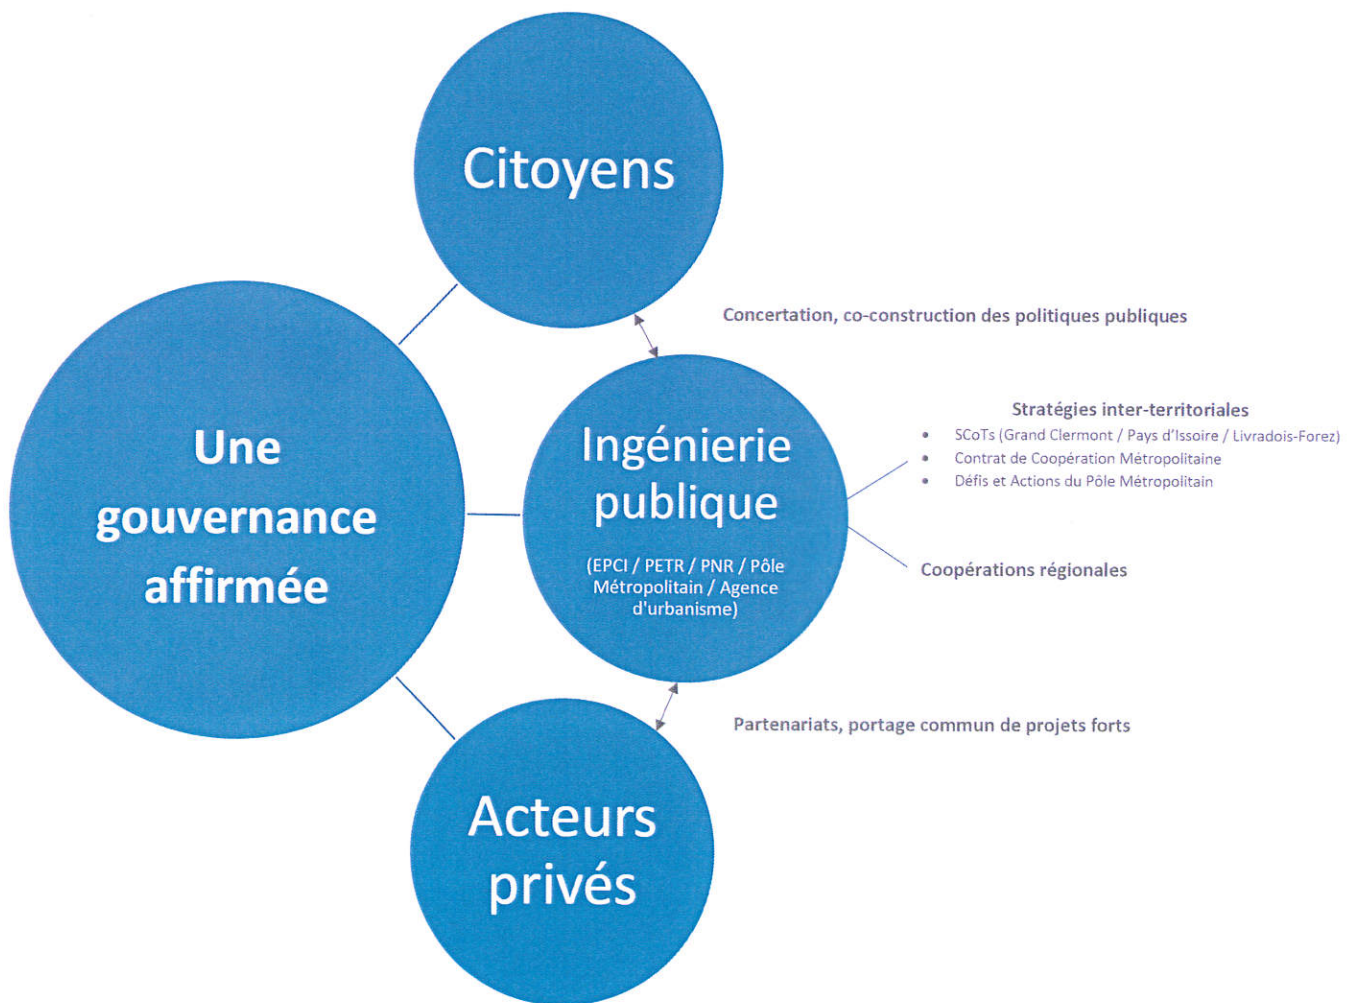 Citoyens
Concertation, co-construction des politiques publiques
Une
gouvernance
affirmée
Ingénierie
publique
(EPCI / PETR / PNR / Pôle
Métropolitain / Agence
d'urbanisme)
Stratégies inter-territoriales
• SCoTs (Grand Clermont / Pays d'Issoire / Livradois-Forez)
• Contrat de Coopération Métropolitaine
• Défis et Actions du Pôle Métropolitain
Coopérations régionales
Partenariats, portage commun de projets forts
Acteurs
privés